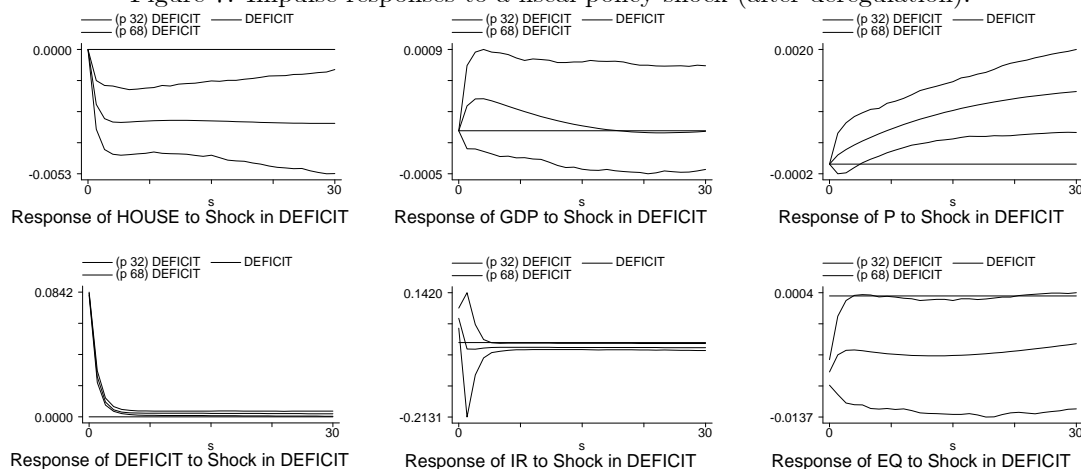 Figure 7: Impulse responses to a fiscal policy shock (after deregulation).
(p 32) DEFICIT DEFICIT
(p 68) DEFICIT
0.0000
-0.0053
0 30
s
Response of HOUSE to Shock in DEFICIT
(p 32) DEFICIT DEFICIT
(p 68) DEFICIT
0.0009
-0.0005
0 30
s
Response of GDP to Shock in DEFICIT
(p 32) DEFICIT DEFICIT
(p 68) DEFICIT
0.0020
-0.0002
0 30
s
Response of P to Shock in DEFICIT
(p 32) DEFICIT DEFICIT
(p 68) DEFICIT
0.0842
0.0000
0 30
s
Response of DEFICIT to Shock in DEFICIT
(p 32) DEFICIT DEFICIT
(p 68) DEFICIT
0.1420
-0.2131
0 30
s
Response of IR to Shock in DEFICIT
(p 32) DEFICIT DEFICIT
(p 68) DEFICIT
0.0004
-0.0137
0 30
s
Response of EQ to Shock in DEFICIT